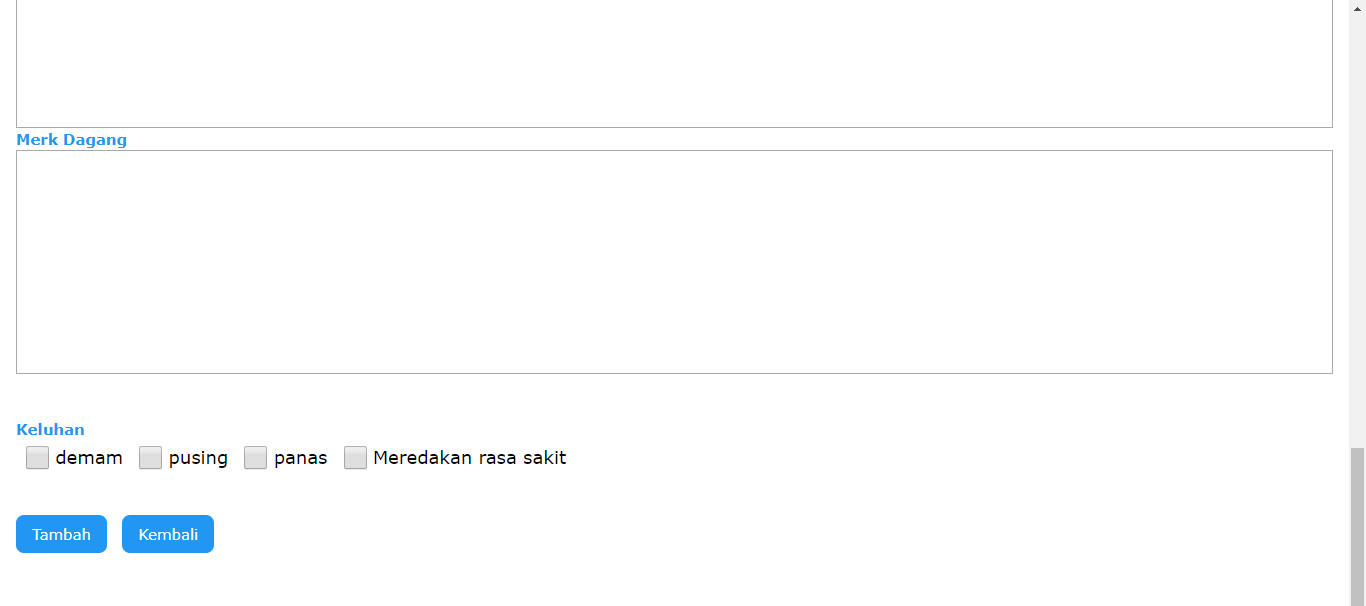 Merk Dagang
Keluhan
demam pusing panas Meredakan rasa sakit
Tambah Kembali